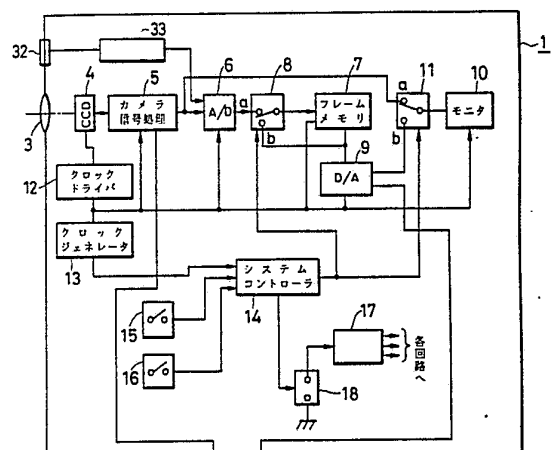 33
1
32
4
5
6
8
7
11
10
CCD
カメラ
信号処理
A/D
a
b
フレーム
メモリ
a
b
モニタ
3
9
D/A
12
クロック
ドライバ
クロック
ジェネレータ
13
システム
コントローラ
14
15
16
17
各回路へ
18